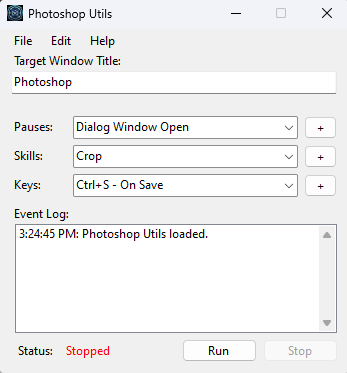 Photoshop Utils
File Edit Help
Target Window Title:
Photoshop
Pauses: Dialog Window Open +
Skills: Crop +
Keys: Ctrl+S - On Save +
Event Log:
3:24:45 PM: Photoshop Utils loaded.
Status: Stopped Run Stop